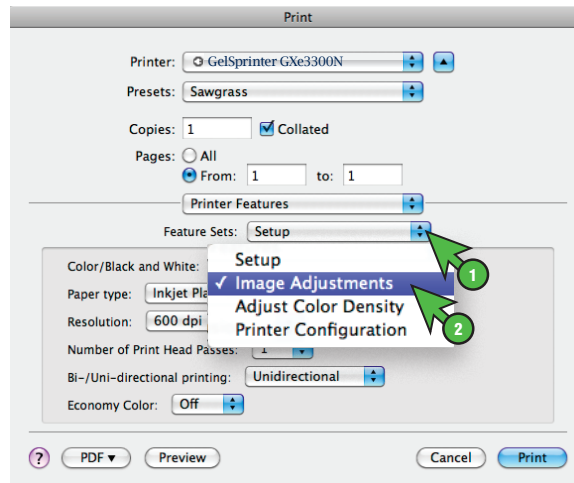 Print
Printer: GelSprinter GXe3300N
Presets: Sawgrass
Copies: 1 Collated
Pages: All
From: 1 to: 1
Printer Features
Feature Sets: Setup
1
Setup
Color/Black and White:
✓ Image Adjustments
Paper type: Inkjet Pla
Adjust Color Density
Resolution: 600 dpi
Printer Configuration
2
Number of Print Head Passes: 1
Bi-/Uni-directional printing: Unidirectional
Economy Color: Off
? PDF ▾ Preview Cancel Print